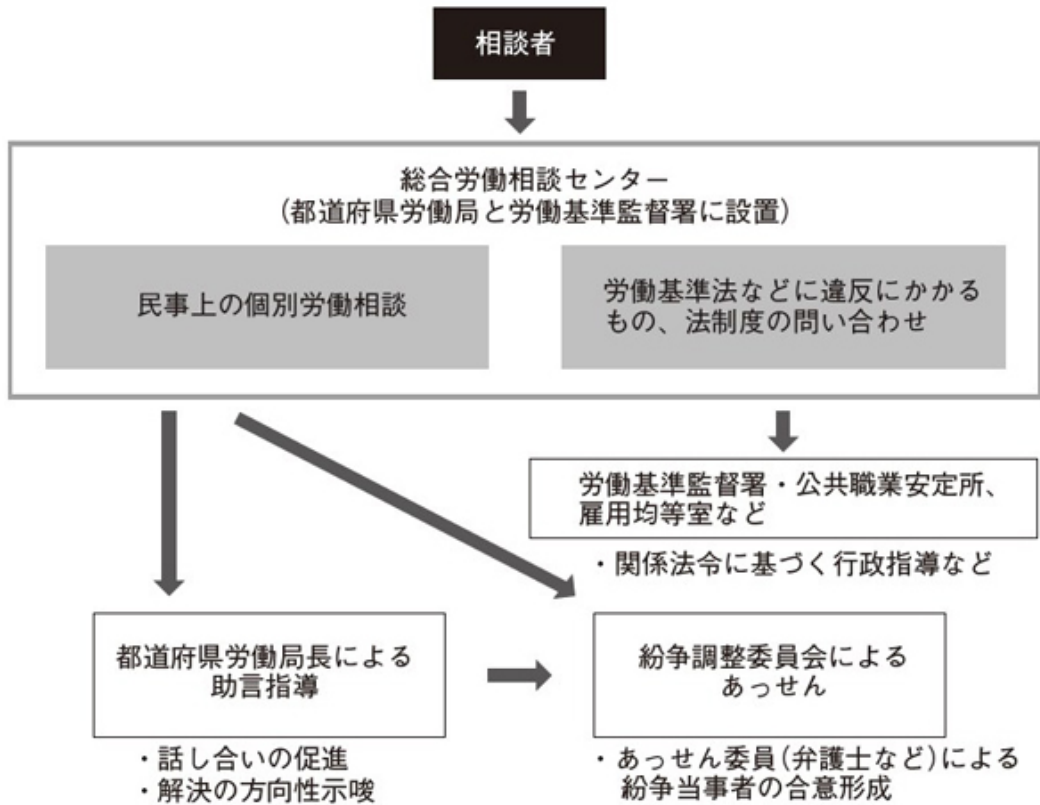 相談者
総合労働相談センター
(都道府県労働局と労働基準監督署に設置)
民事上の個別労働相談
労働基準法などに違反にかかる
もの、法制度の問い合わせ
労働基準監督署・公共職業安定所、
雇用均等室など
・関係法令に基づく行政指導など
都道府県労働局長による
助言指導
・話し合いの促進
・解決の方向性示唆
紛争調整委員会による
あっせん
・あっせん委員(弁護士など)による
紛争当事者の合意形成